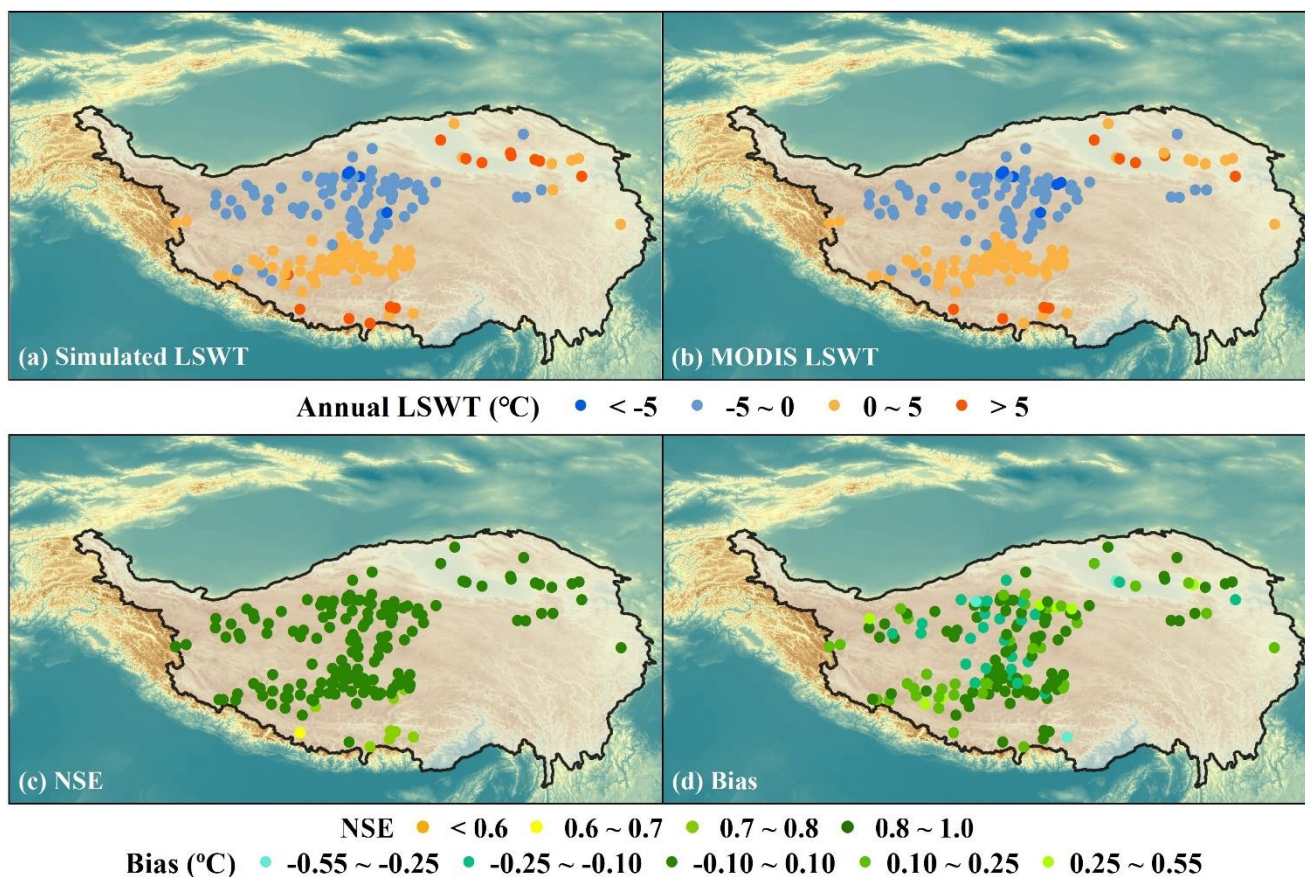 (a) Simulated LSWT
(b) MODIS LSWT
Annual LSWT (℃) < -5 -5 ~ 0 0 ~ 5 > 5
(c) NSE
(d) Bias
NSE < 0.6 0.6 ~ 0.7 0.7 ~ 0.8 0.8 ~ 1.0
Bias (ºC) -0.55 ~ -0.25 -0.25 ~ -0.10 -0.10 ~ 0.10 0.10 ~ 0.25 0.25 ~ 0.55